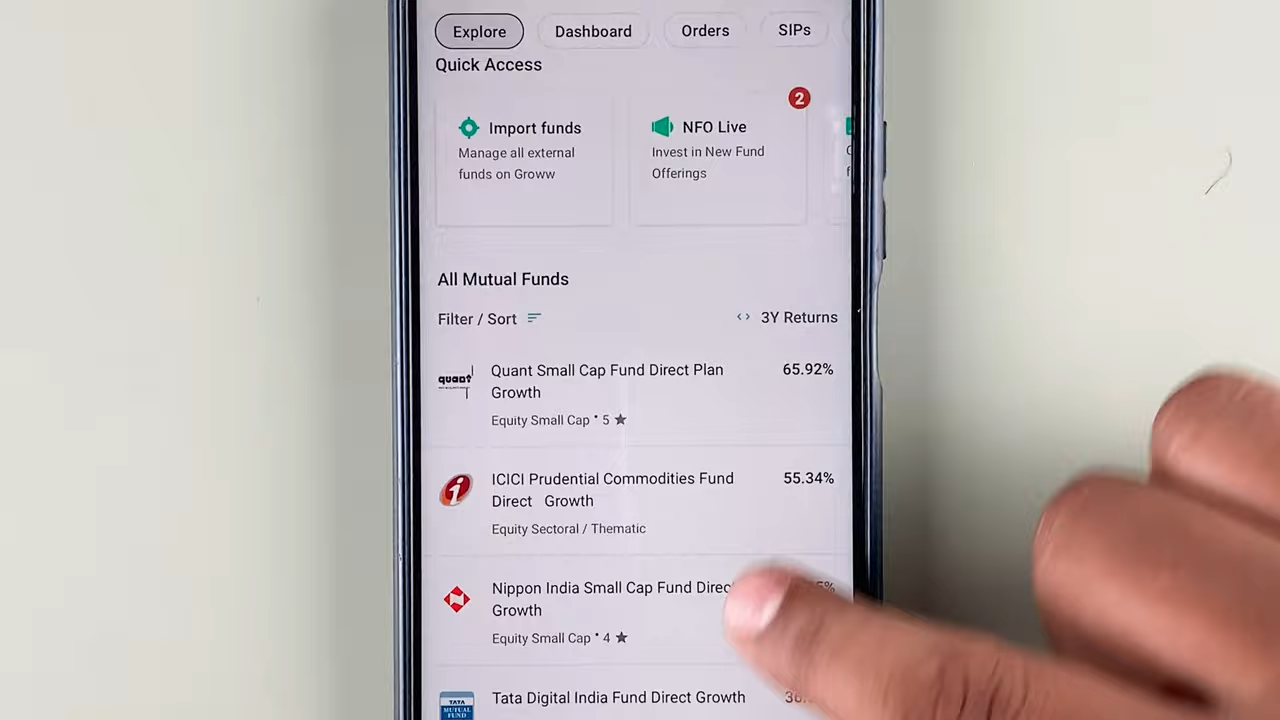 Explore Dashboard Orders SIPs
Quick Access
2
Import funds
Manage all external
funds on Groww
NFO Live
Invest in New Fund
Offerings
All Mutual Funds
Filter / Sort
<> 3Y Returns
quant
Quant Small Cap Fund Direct Plan
Growth
65.92%
Equity Small Cap • 5 ★
ICICI Prudential Commodities Fund
Direct Growth
55.34%
Equity Sectoral / Thematic
Nippon India Small Cap Fund Direc
Growth
Equity Small Cap • 4 ★
TATA
MUTUAL
FUND
Tata Digital India Fund Direct Growth